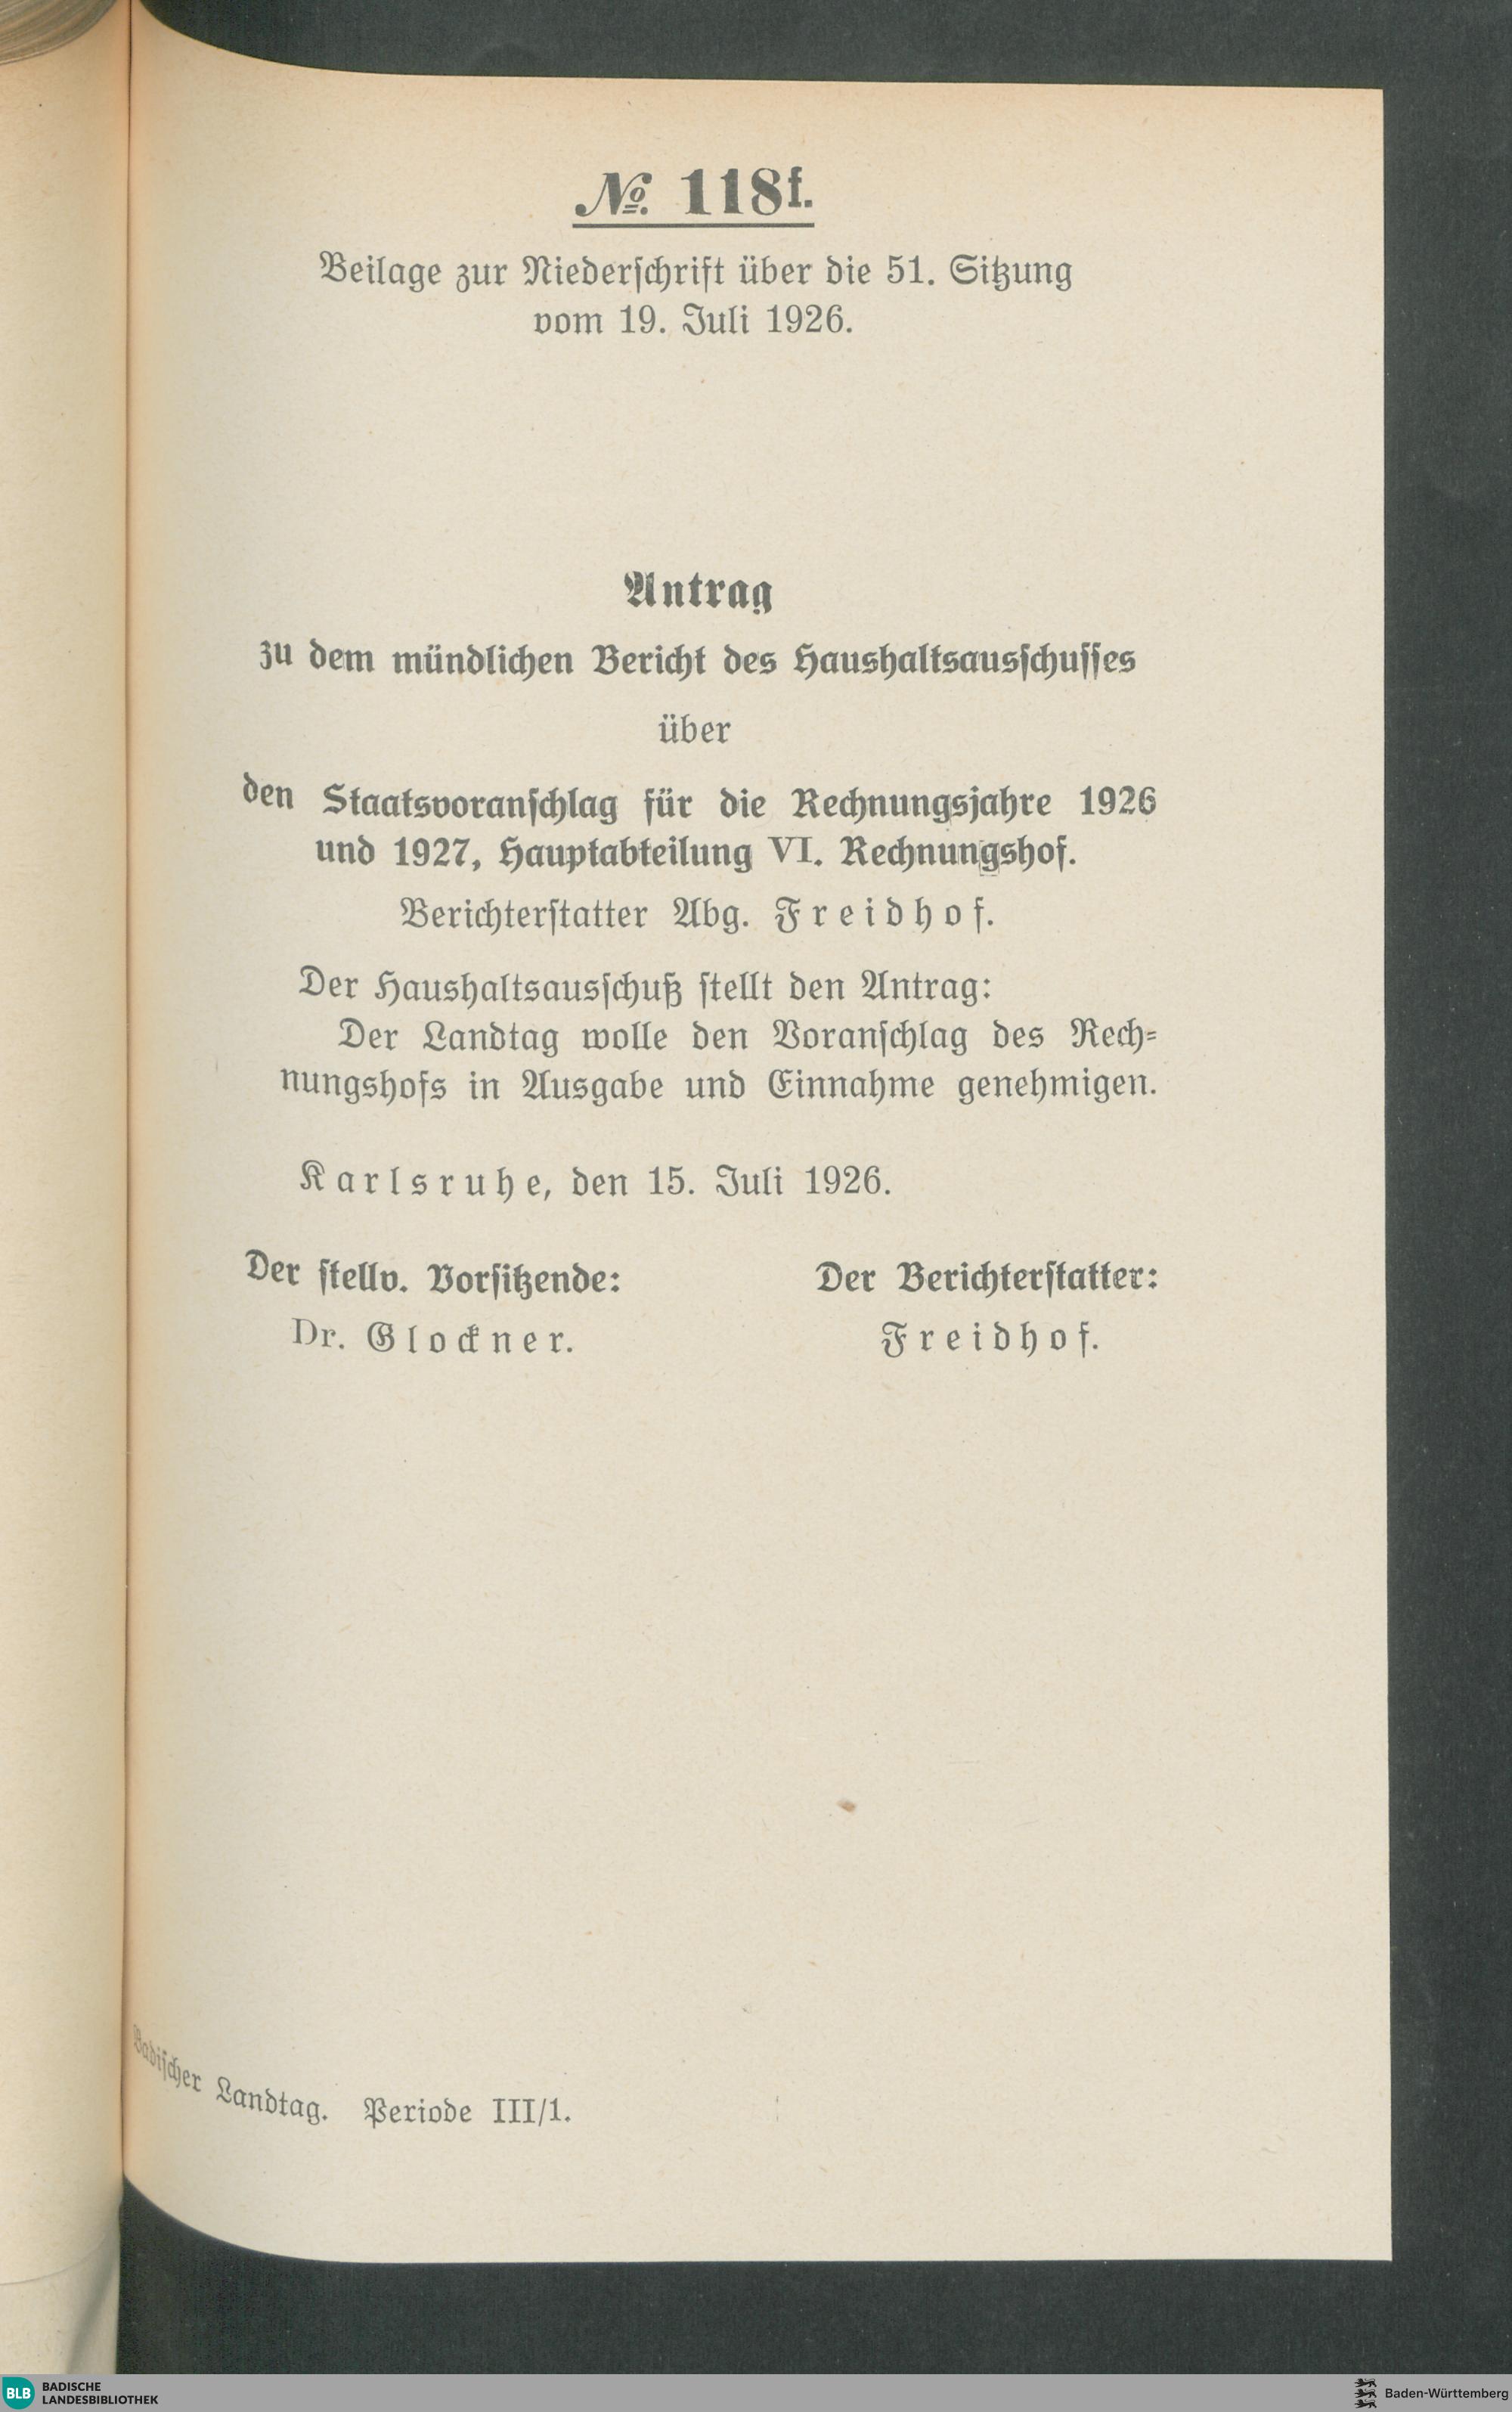 № 118f.
Beilage zur Niederschrift über die 51. Sitzung
vom 19. Juli 1926.
Antrag
zu dem mündlichen Bericht des Haushaltsausschusses
über
den Staatsvoranschlag für die Rechnungsjahre 1926
und 1927, Hauptabteilung VI. Rechnungshof.
Berichterstatter Abg. Freidhof.
Der Haushaltsausschuß stellt den Antrag:
Der Landtag wolle den Voranschlag des Rech-
nungshofs in Ausgabe und Einnahme genehmigen.
Karlsruhe, den 15. Juli 1926.
Der stellv. Vorsitzende: Der Berichterstatter:
Dr. Glockner. Freidhof.
Badischer Landtag. Periode III/1.
BLB BADISCHE
LANDESBIBLIOTHEK
Baden-Württemberg